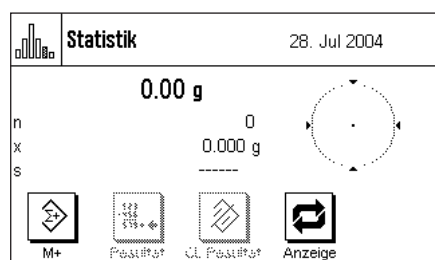 Statistik 28. Jul 2004
0.00 g
n 0
x 0.000 g
s ------
M+ Resultat CL Resultat Anzeige